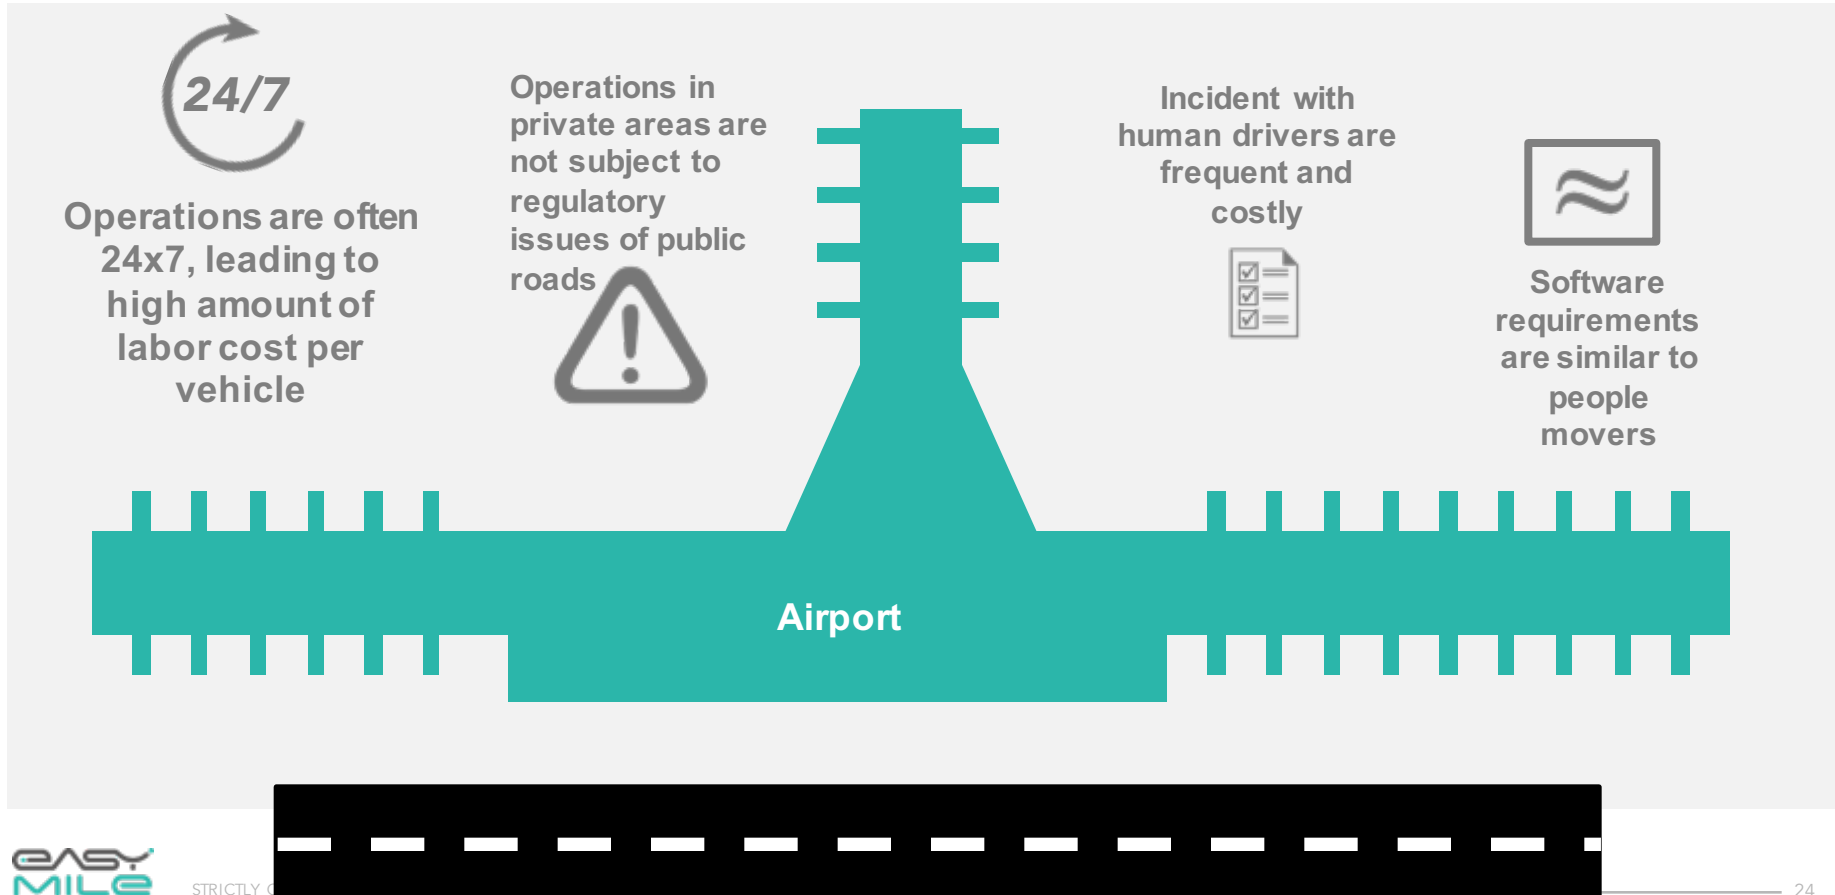 24/7
Operations are often
24x7, leading to
high amount of
labor cost per
vehicle
Operations in
private areas are
not subject to
regulatory
issues of public
roads
Incident with
human drivers are
frequent and
costly
Software
requirements
are similar to
people
movers
Airport
easy
mile
STRICTLY
24